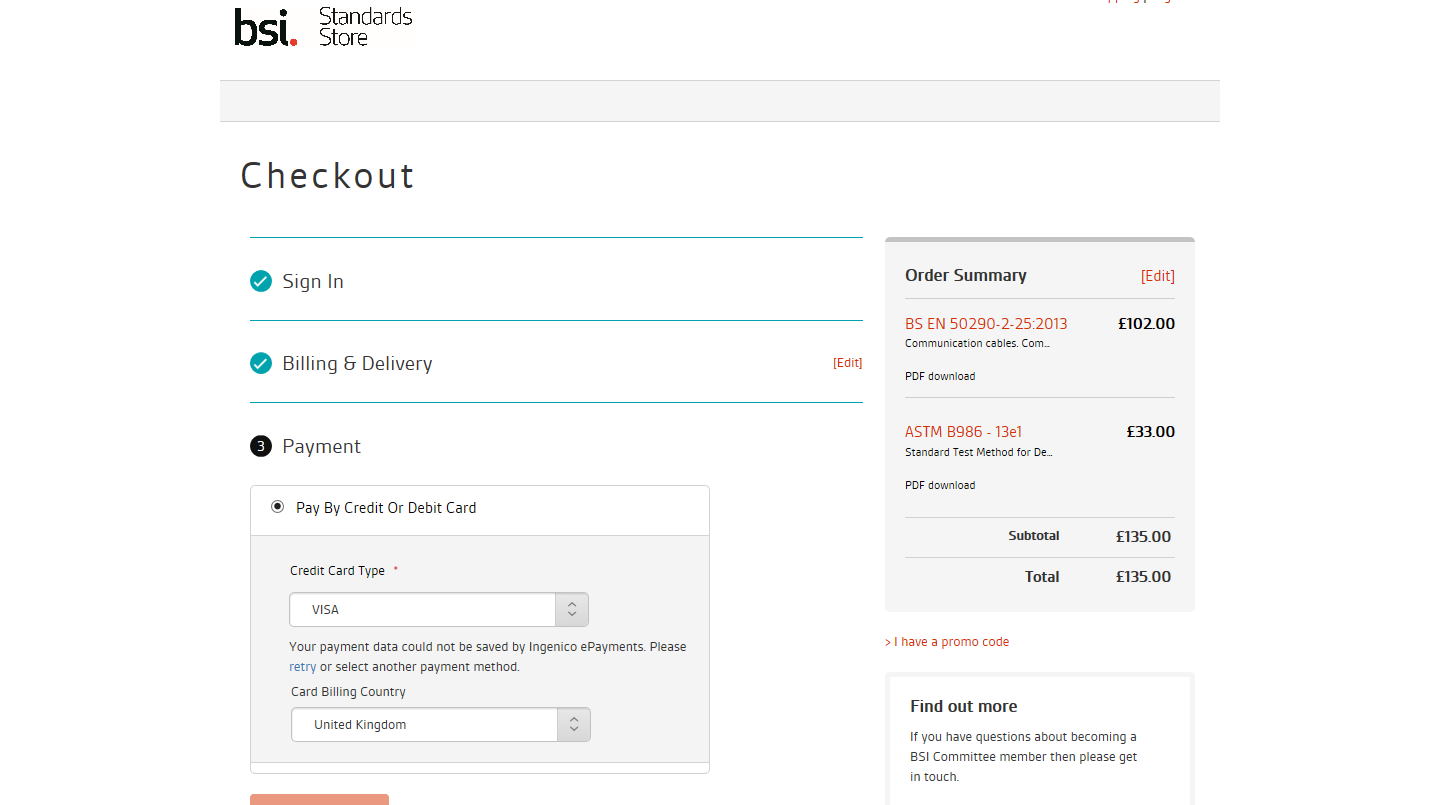 bsi. Standards
Store
Checkout
Sign In
Billing & Delivery [Edit]
3 Payment
Pay By Credit Or Debit Card
Credit Card Type *
VISA
Your payment data could not be saved by Ingenico ePayments. Please
retry or select another payment method.
Card Billing Country
United Kingdom
Order Summary [Edit]
BS EN 50290-2-25:2013 £102.00
Communication cables. Com...
PDF download
ASTM B986 - 13e1 £33.00
Standard Test Method for De...
PDF download
Subtotal £135.00
Total £135.00
> I have a promo code
Find out more
If you have questions about becoming a
BSI Committee member then please get
in touch.